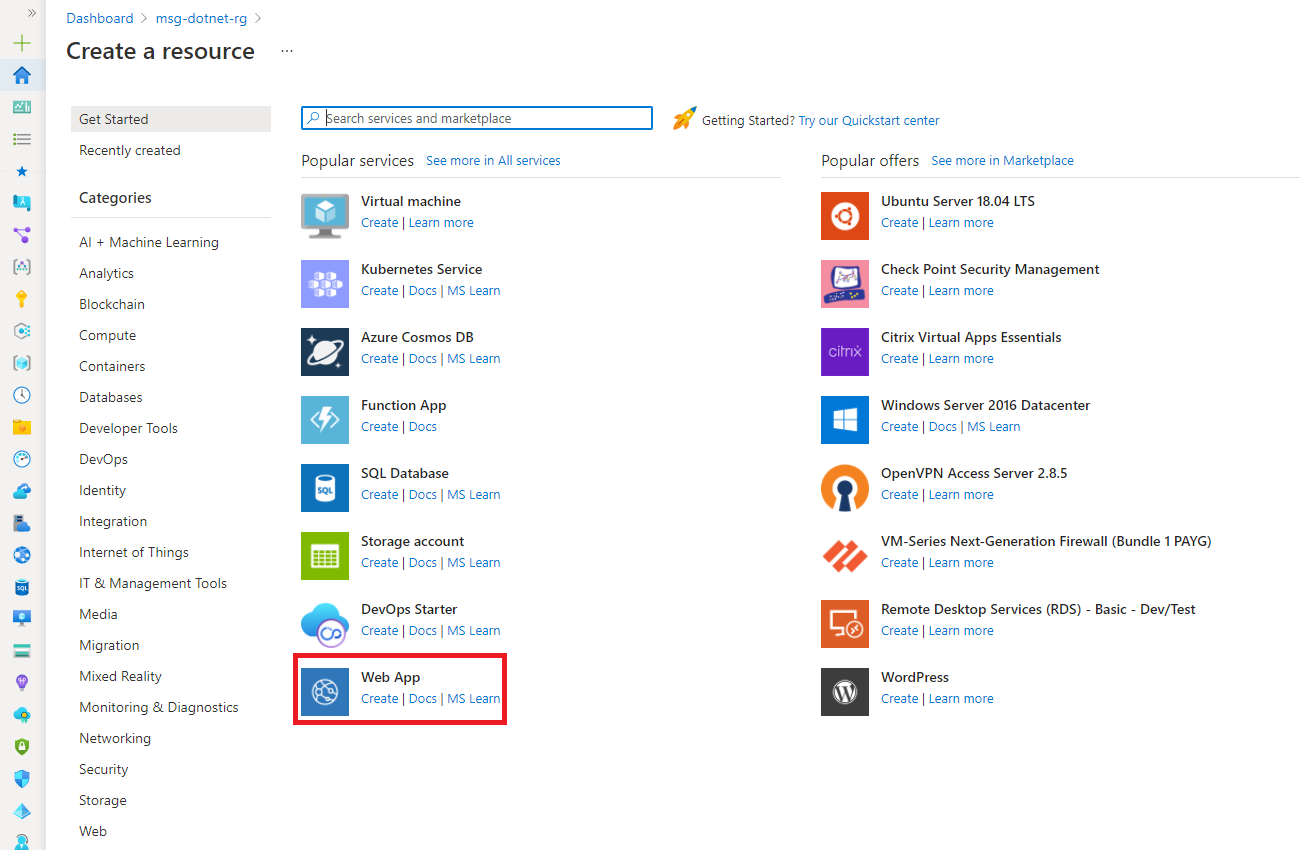 Dashboard > msg-dotnet-rg >
Create a resource ...
Get Started
Recently created
Categories
AI + Machine Learning
Analytics
Blockchain
Compute
Containers
Databases
Developer Tools
DevOps
Identity
Integration
Internet of Things
IT & Management Tools
Media
Migration
Mixed Reality
Monitoring & Diagnostics
Networking
Security
Storage
Web
Search services and marketplace
Getting Started? Try our Quickstart center
Popular services See more in All services
Virtual machine
Create | Learn more
Kubernetes Service
Create | Docs | MS Learn
Azure Cosmos DB
Create | Docs | MS Learn
Function App
Create | Docs
SQL Database
SQL
Create | Docs | MS Learn
Storage account
Create | Docs | MS Learn
DevOps Starter
Create | Docs | MS Learn
Web App
Create | Docs | MS Learn
Popular offers See more in Marketplace
Ubuntu Server 18.04 LTS
Create | Learn more
Check Point Security Management
Create | Learn more
Citrix Virtual Apps Essentials
citrix
Create | Learn more
Windows Server 2016 Datacenter
Create | Docs | MS Learn
OpenVPN Access Server 2.8.5
Create | Learn more
VM-Series Next-Generation Firewall (Bundle 1 PAYG)
Create | Learn more
Remote Desktop Services (RDS) - Basic - Dev/Test
Create | Learn more
WordPress
Create | Learn more
SQL